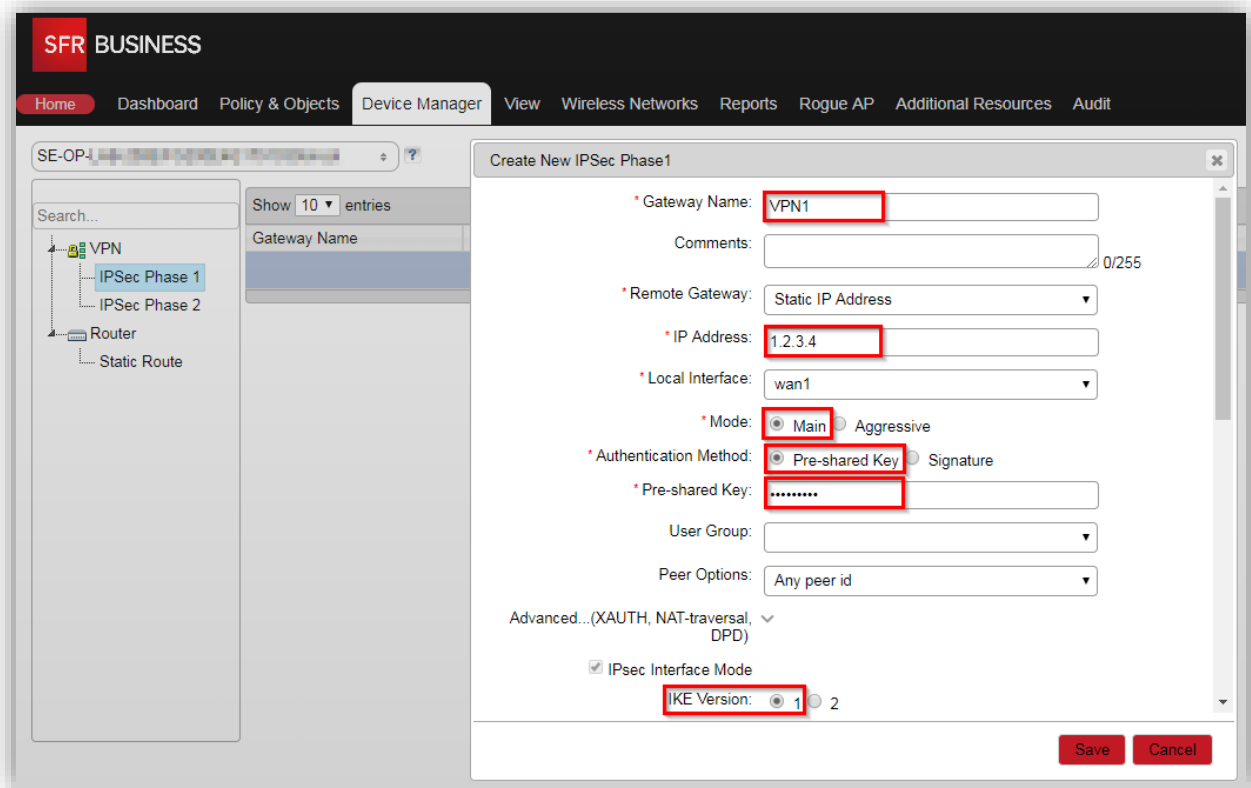 SFR BUSINESS
Home Dashboard Policy & Objects Device Manager View Wireless Networks Reports Rogue AP Additional Resources Audit
SE-OP- ?
Search...
VPN
IPSec Phase 1
IPSec Phase 2
Router
Static Route
Show 10 entries
Gateway Name
Create New IPSec Phase1
* Gateway Name: VPN1
Comments:
0/255
* Remote Gateway: Static IP Address
* IP Address: 1.2.3.4
* Local Interface: wan1
* Mode: Main Aggressive
* Authentication Method: Pre-shared Key Signature
* Pre-shared Key: •••••••••
User Group:
Peer Options: Any peer id
Advanced...(XAUTH, NAT-traversal,
DPD)
IPsec Interface Mode
IKE Version: 1 2
Save Cancel